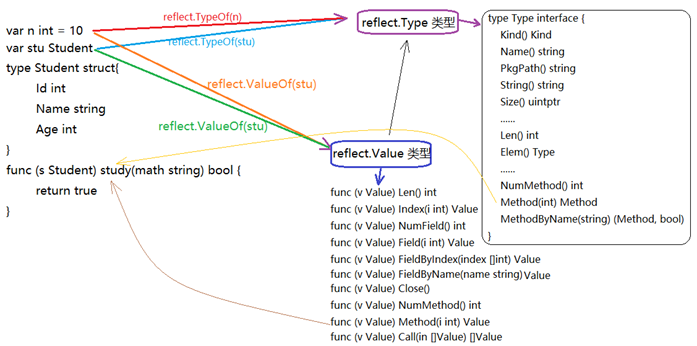 var n int = 10
var stu Student
type Student struct{
Id int
Name string
Age int
}
func (s Student) study(math string) bool {
return true
}
reflect.TypeOf(n)
reflect.TypeOf(stu)
reflect.ValueOf(stu)
reflect.ValueOf(stu)
reflect.Type 类型
reflect.Value 类型
func (v Value) Len() int
func (v Value) Index(i int) Value
func (v Value) NumField() int
func (v Value) Field(i int) Value
func (v Value) FieldByIndex(index []int) Value
func (v Value) FieldByName(name string) Value
func (v Value) Close()
func (v Value) NumMethod() int
func (v Value) Method(i int) Value
func (v Value) Call(in []Value) []Value
type Type interface {
Kind() Kind
Name() string
PkgPath() string
String() string
Size() uintptr
......
Len() int
Elem() Type
......
NumMethod() int
Method(int) Method
MethodByName(string) (Method, bool)
}